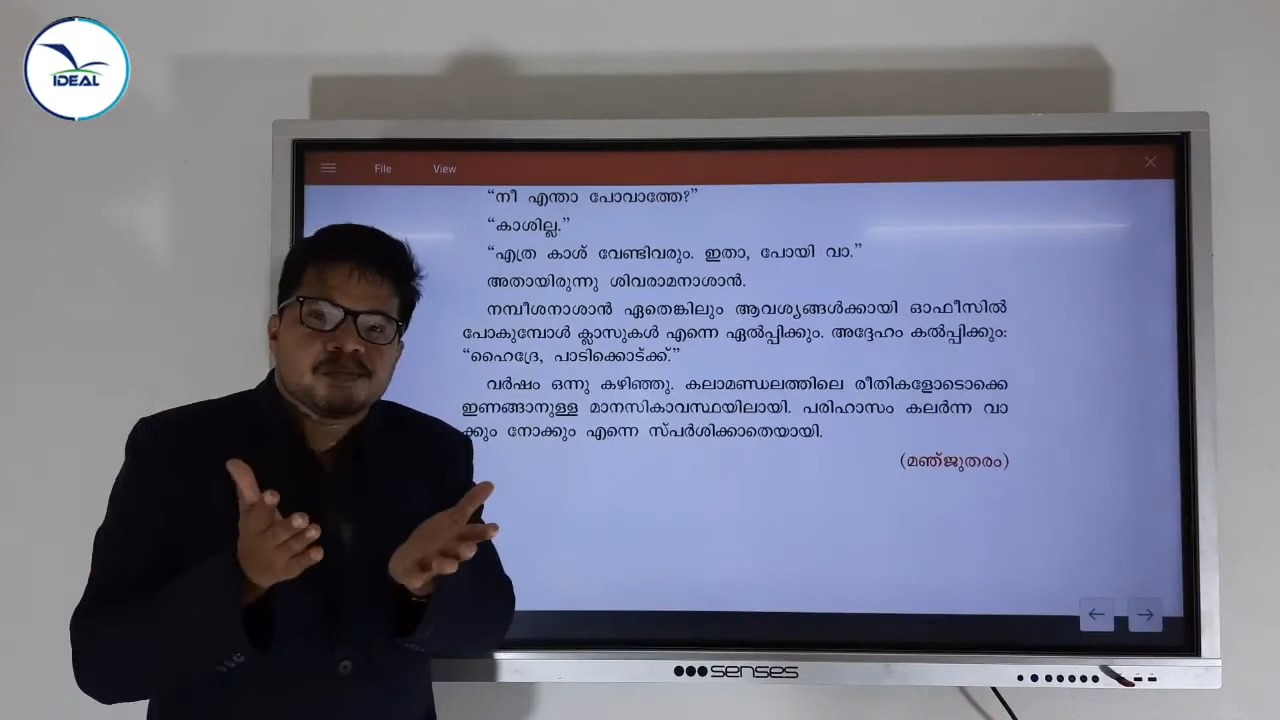 IDEAL
File View
“നീ എന്താ പോവാത്തേ?”
“കാശില്ല.”
“എത്ര കാശ് വേണ്ടിവരും. ഇതാ, പോയി വാ.”
അതായിരുന്നു ശിവരാമനാശാൻ.
നമ്പീശനാശാൻ ഏതെങ്കിലും ആവശ്യങ്ങൾക്കായി ഓഫീസിൽ
പോകുമ്പോൾ ക്ലാസുകൾ എന്നെ ഏൽപ്പിക്കും. അദ്ദേഹം കൽപ്പിക്കും:
“ഹൈദ്രേ, പാടിക്കൊട്ക്ക്.”
വർഷം ഒന്നു കഴിഞ്ഞു. കലാമണ്ഡലത്തിലെ രീതികളോടൊക്കെ
ഇണങ്ങാനുള്ള മാനസികാവസ്ഥയിലായി. പരിഹാസം കലർന്ന വാ
ക്കും നോക്കും എന്നെ സ്പർശിക്കാതെയായി.
(മഞ്ജുതരം)
senses